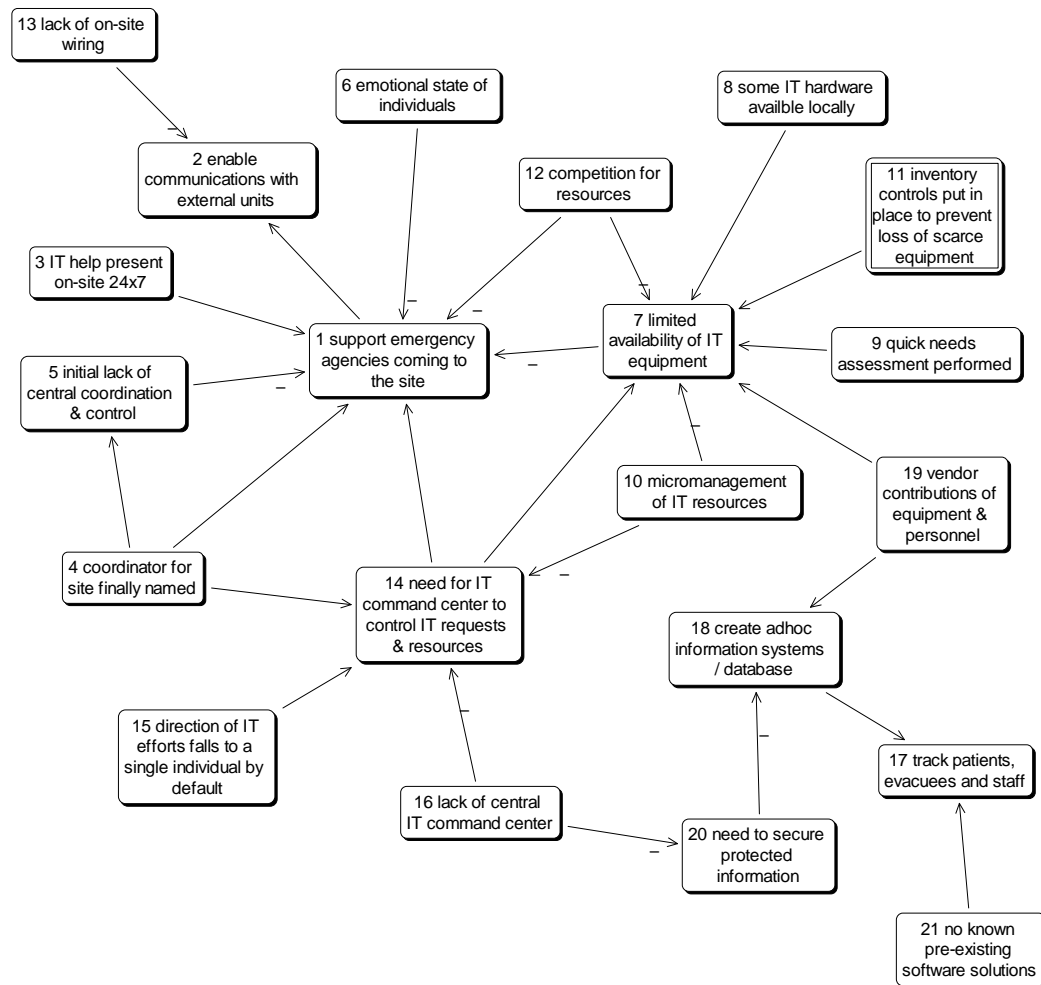 13 lack of on-site
wiring
6 emotional state of
individuals
8 some IT hardware
availble locally
2 enable
communications with
external units
12 competition for
resources
11 inventory
controls put in
place to prevent
loss of scarce
equipment
3 IT help present
on-site 24x7
1 support emergency
agencies coming to
the site
7 limited
availability of IT
equipment
9 quick needs
assessment performed
5 initial lack of
central coordination
& control
10 micromanagement
of IT resources
19 vendor
contributions of
equipment &
personnel
4 coordinator for
site finally named
14 need for IT
command center to
control IT requests
& resources
18 create adhoc
information systems
/ database
15 direction of IT
efforts falls to a
single individual by
default
17 track patients,
evacuees and staff
16 lack of central
IT command center
20 need to secure
protected
information
21 no known
pre-existing
software solutions